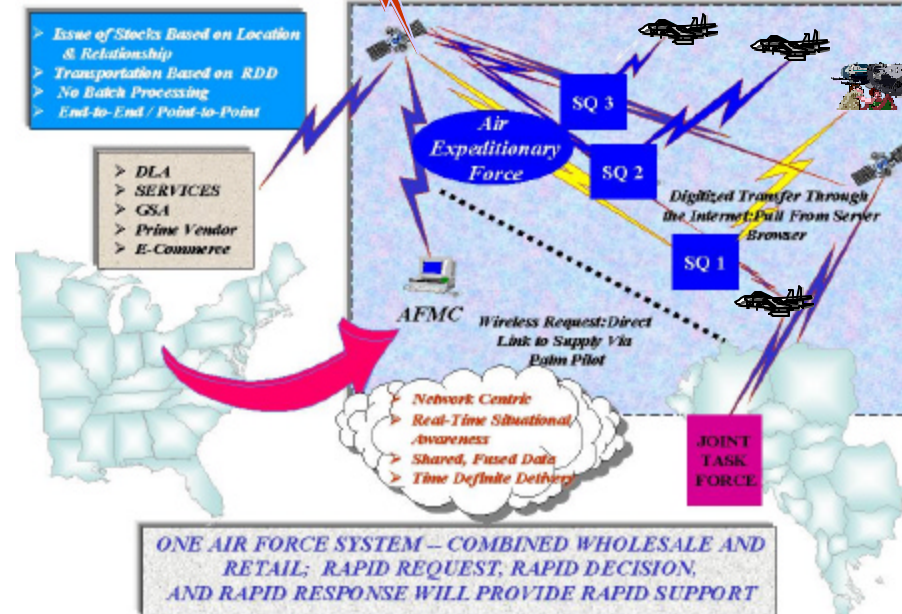 Issue of Stocks Based on Location
& Relationship
Transportation Based on RDD
No Batch Processing
End-to-End / Point-to-Point
DLA
SERVICES
GSA
Prime Vendor
E-Commerce
Air
Expeditionary
Force
SQ 3
SQ 2
SQ 1
Digitized Transfer Through
the Internet:Pull From Server
Browser
AFMC
Wireless Request:Direct
Link to Supply Via
Palm Pilot
Network Centric
Real-Time Situational
Awareness
Shared, Fused Data
Time Definite Delivery
JOINT
TASK
FORCE
ONE AIR FORCE SYSTEM -- COMBINED WHOLESALE AND
RETAIL; RAPID REQUEST, RAPID DECISION,
AND RAPID RESPONSE WILL PROVIDE RAPID SUPPORT